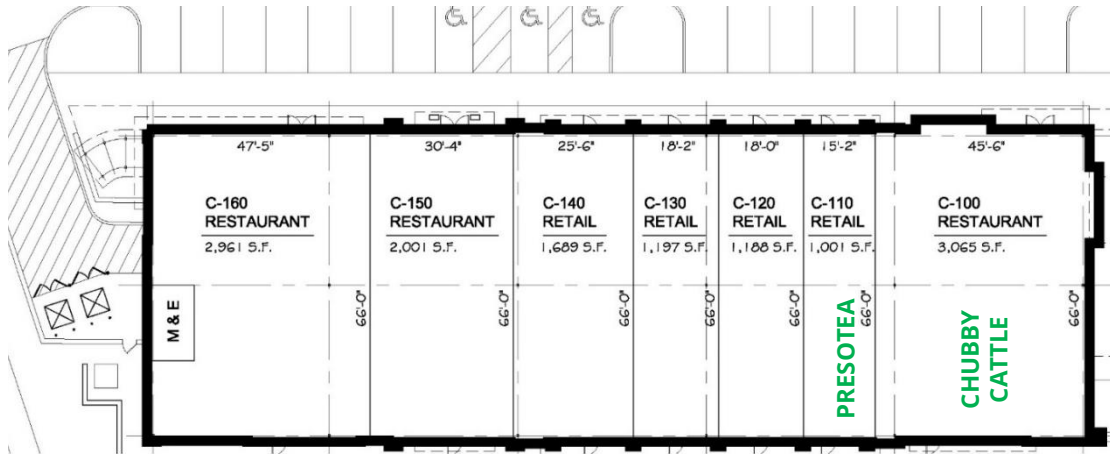 47'-5"
30'-4"
25'-6"
18'-2"
18'-0"
15'-2"
45'-6"
C-160
RESTAURANT
2,961 S.F.
C-150
RESTAURANT
2,001 S.F.
C-140
RETAIL
1,689 S.F.
C-130
RETAIL
1,197 S.F.
C-120
RETAIL
1,188 S.F.
C-110
RETAIL
1,001 S.F.
C-100
RESTAURANT
3,065 S.F.
M & E
66'-0"
66'-0"
66'-0"
66'-0"
66'-0"
66'-0"
66'-0"
PRESOTEA
CHUBBY
CATTLE